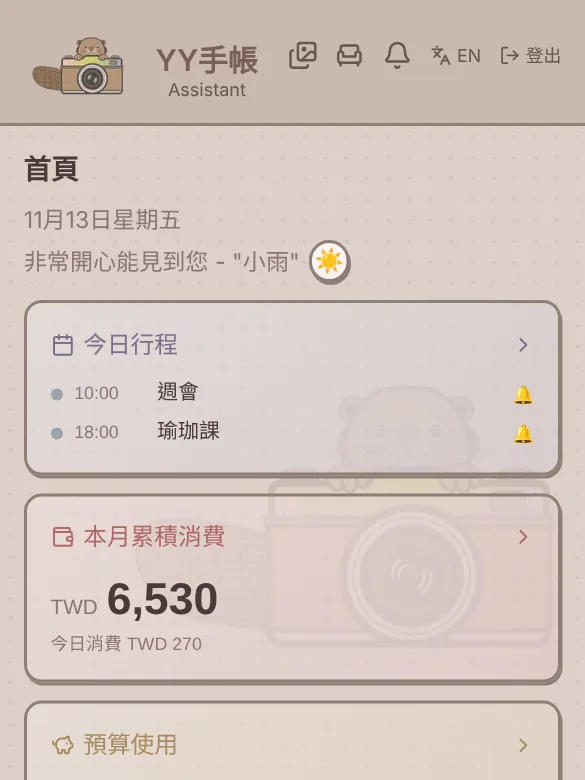 YY手帳
Assistant
EN
登出
首頁
11月13日星期五
非常開心能見到您 - "小雨"
今日行程
10:00 週會
18:00 瑜珈課
本月累積消費
TWD 6,530
今日消費 TWD 270
預算使用